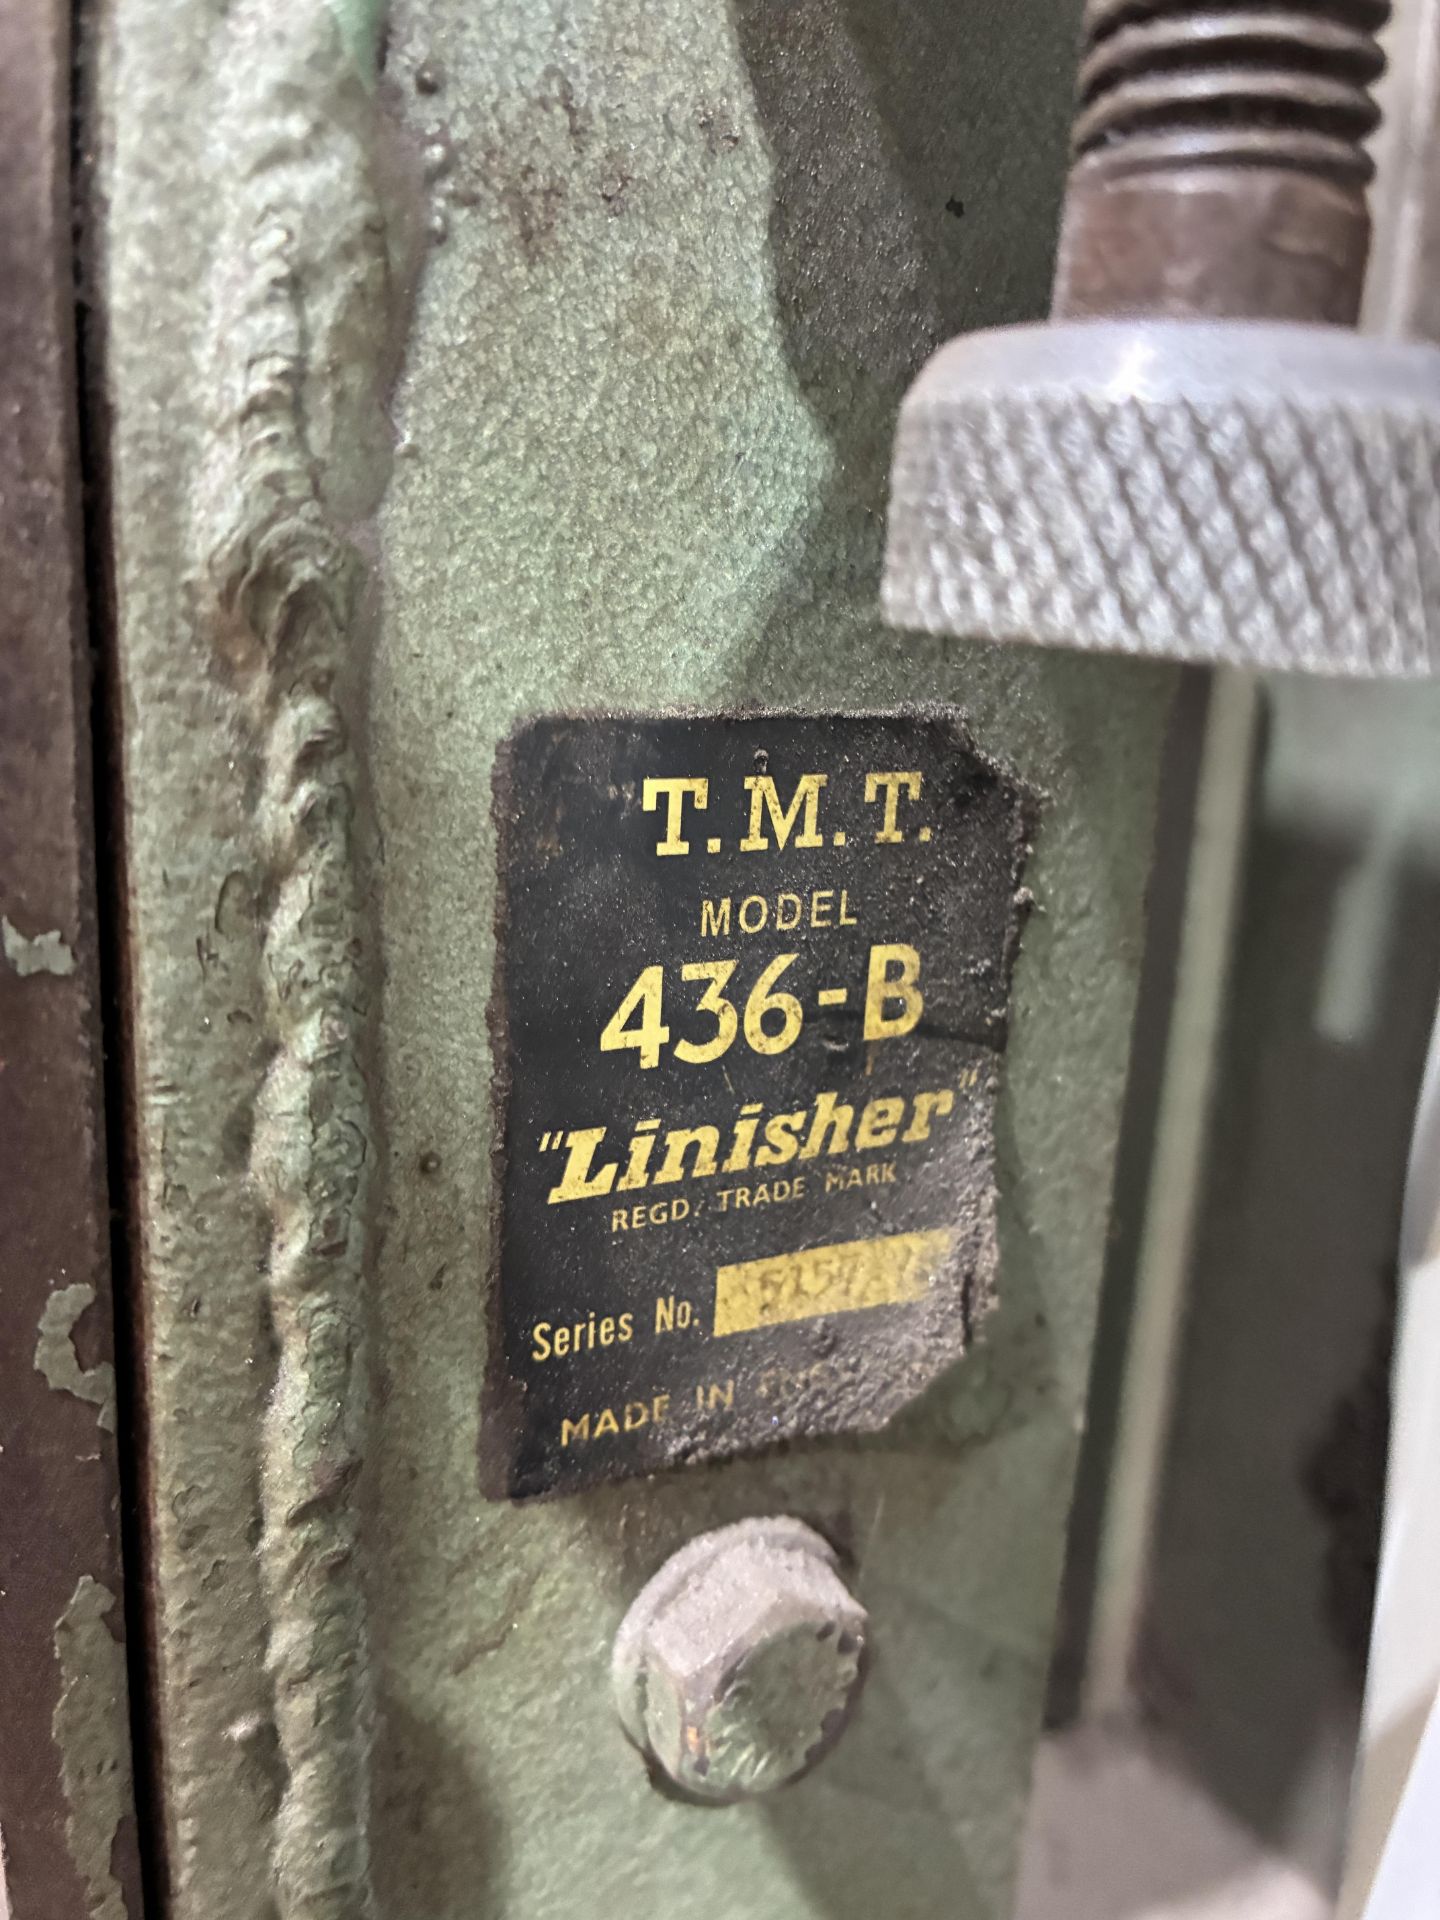 T.M.T.
MODEL
436-B
"Linisher"
REGD. TRADE MARK
Series No.
MADE IN